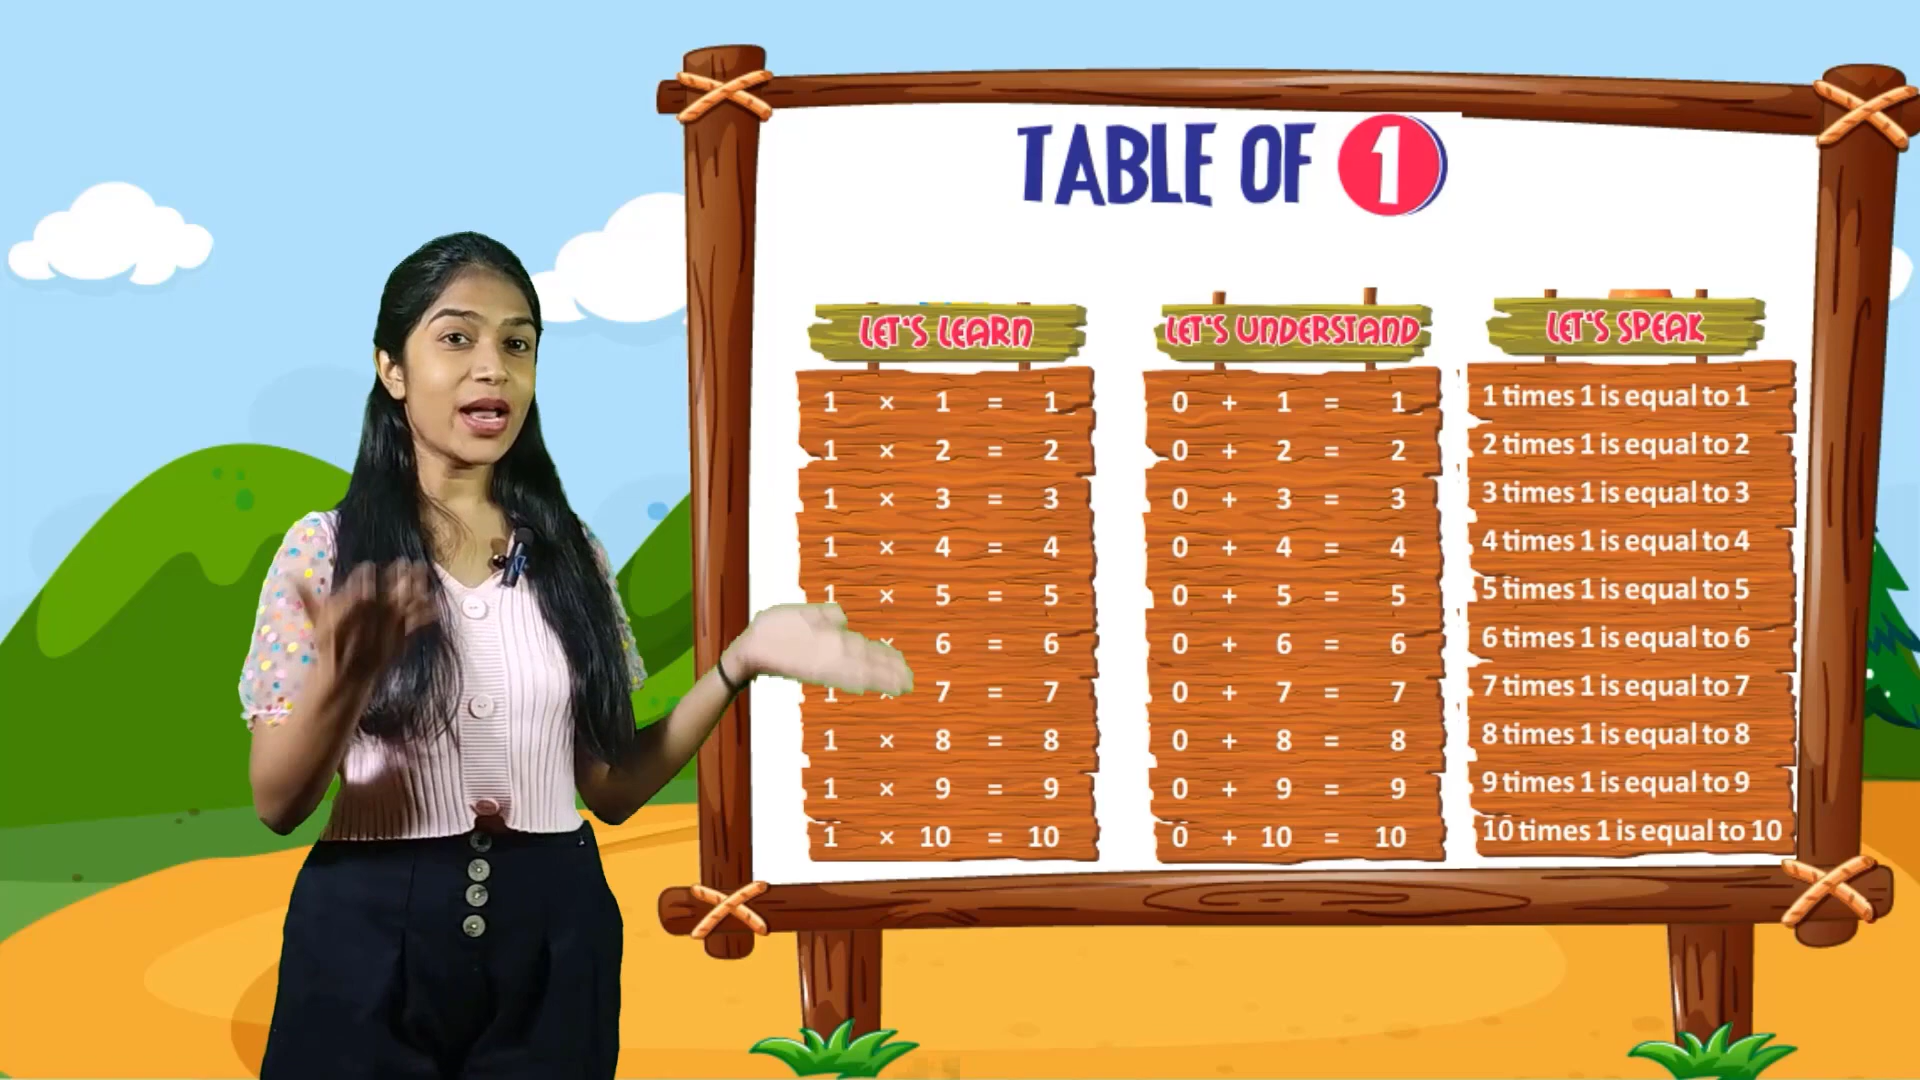 TABLE OF 1
LET'S LEARN
1 × 1 = 1
1 × 2 = 2
1 × 3 = 3
1 × 4 = 4
1 × 5 = 5
6 = 6
1 × 7 = 7
1 × 8 = 8
1 × 9 = 9
1 × 10 = 10
LET'S UNDERSTAND
0 + 1 = 1
0 + 2 = 2
0 + 3 = 3
0 + 4 = 4
0 + 5 = 5
0 + 6 = 6
0 + 7 = 7
0 + 8 = 8
0 + 9 = 9
0 + 10 = 10
LET'S SPEAK
1 times 1 is equal to 1
2 times 1 is equal to 2
3 times 1 is equal to 3
4 times 1 is equal to 4
5 times 1 is equal to 5
6 times 1 is equal to 6
7 times 1 is equal to 7
8 times 1 is equal to 8
9 times 1 is equal to 9
10 times 1 is equal to 10